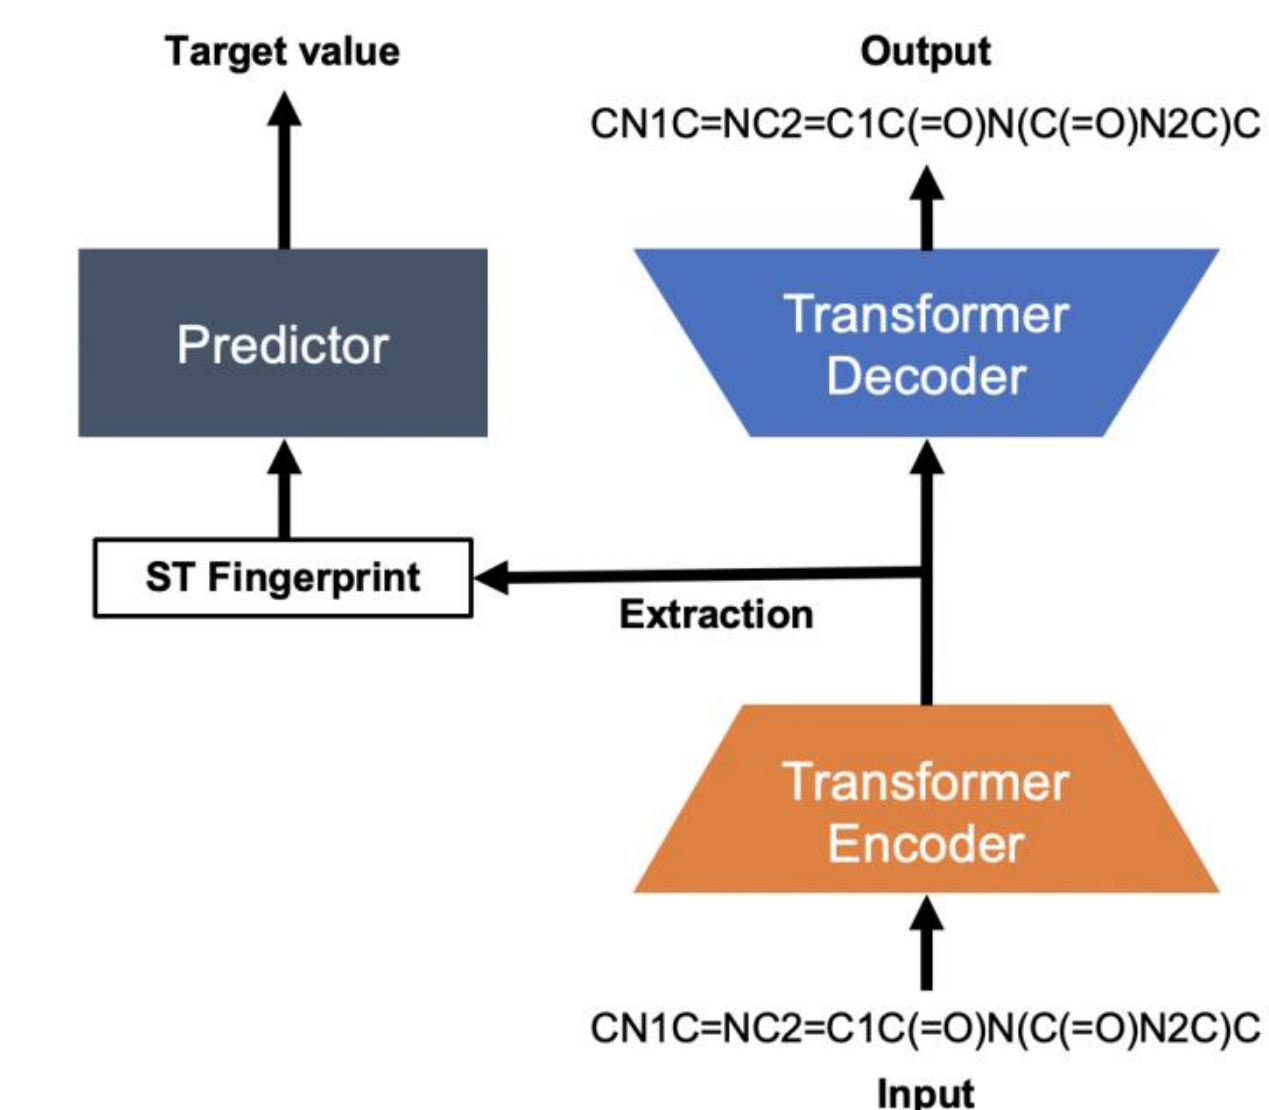 Target value
Output
CN1C=NC2=C1C(=O)N(C(=O)N2C)C
Predictor
Transformer
Decoder
ST Fingerprint
Extraction
Transformer
Encoder
CN1C=NC2=C1C(=O)N(C(=O)N2C)C
Input